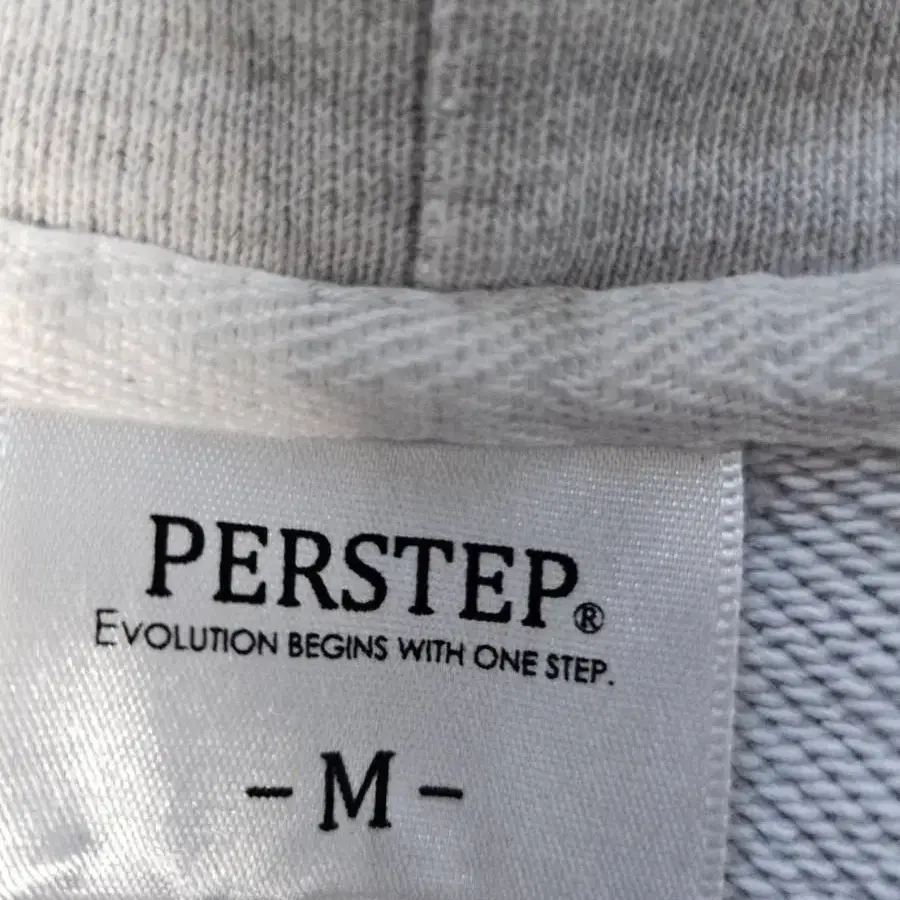 PERSTEP®
EVOLUTION BEGINS WITH ONE STEP.
- M -